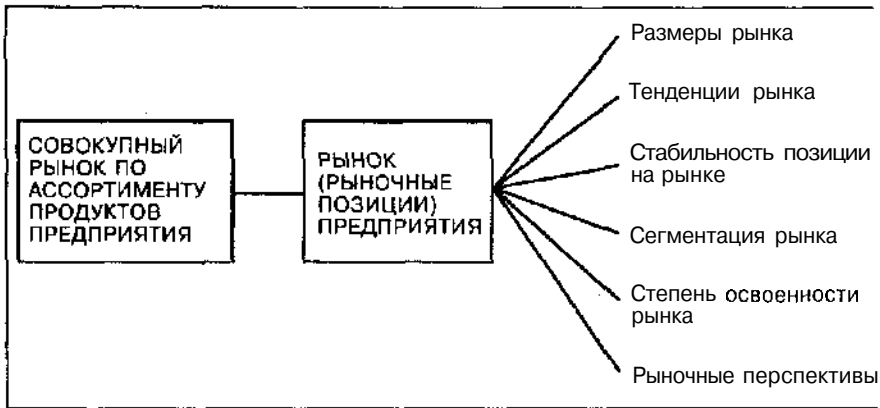 СОВОКУПНЫЙ
РЫНОК ПО
АССОРТИМЕНТУ
ПРОДУКТОВ
ПРЕДПРИЯТИЯ
РЫНОК
(РЫНОЧНЫЕ
ПОЗИЦИИ)
ПРЕДПРИЯТИЯ
Размеры рынка
Тенденции рынка
Стабильность позиции
на рынке
Сегментация рынка
Степень освоенности
рынка
Рыночные перспективы